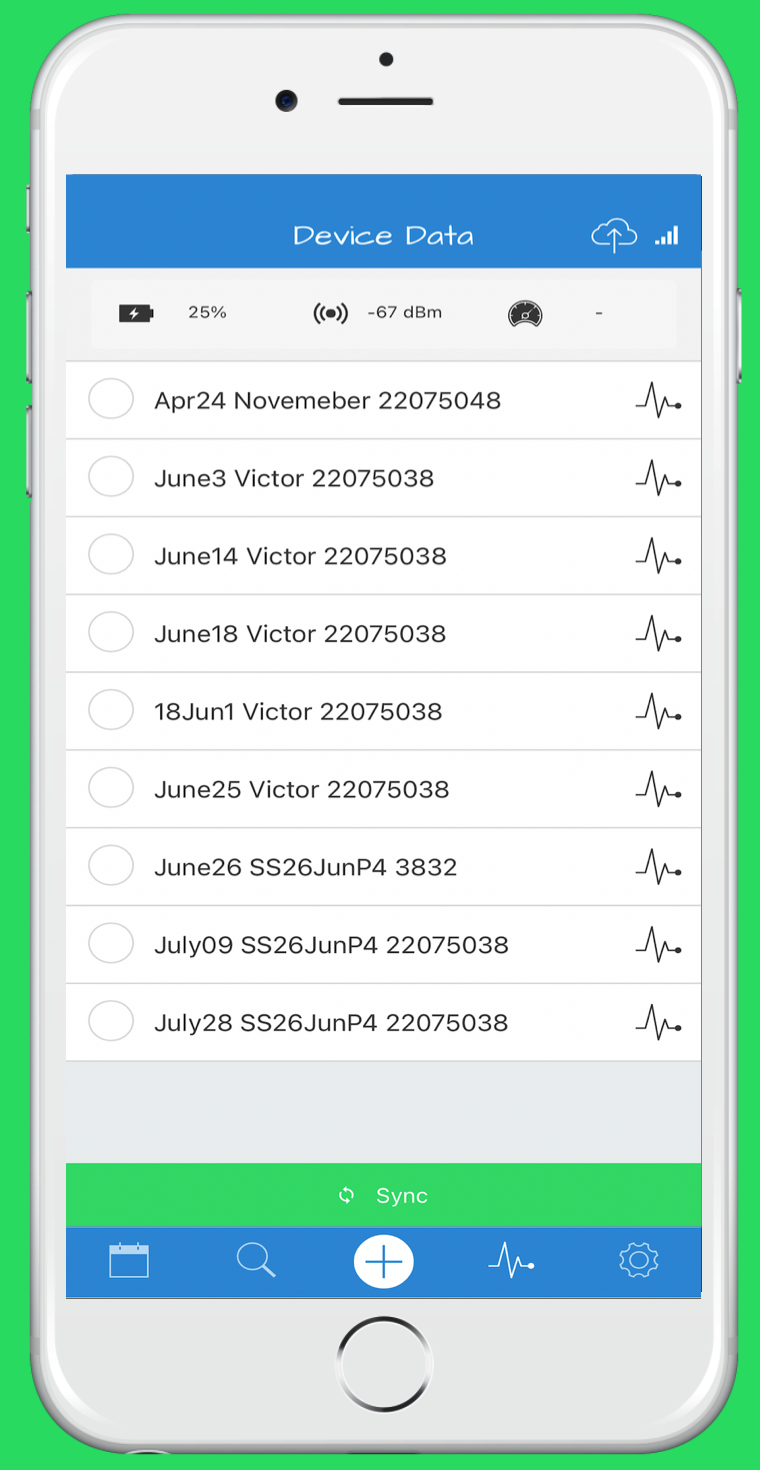 Device Data
25% -67 dBm -
Apr24 Novemeber 22075048
June3 Victor 22075038
June14 Victor 22075038
June18 Victor 22075038
18Jun1 Victor 22075038
June25 Victor 22075038
June26 SS26JunP4 3832
July09 SS26JunP4 22075038
July28 SS26JunP4 22075038
Sync